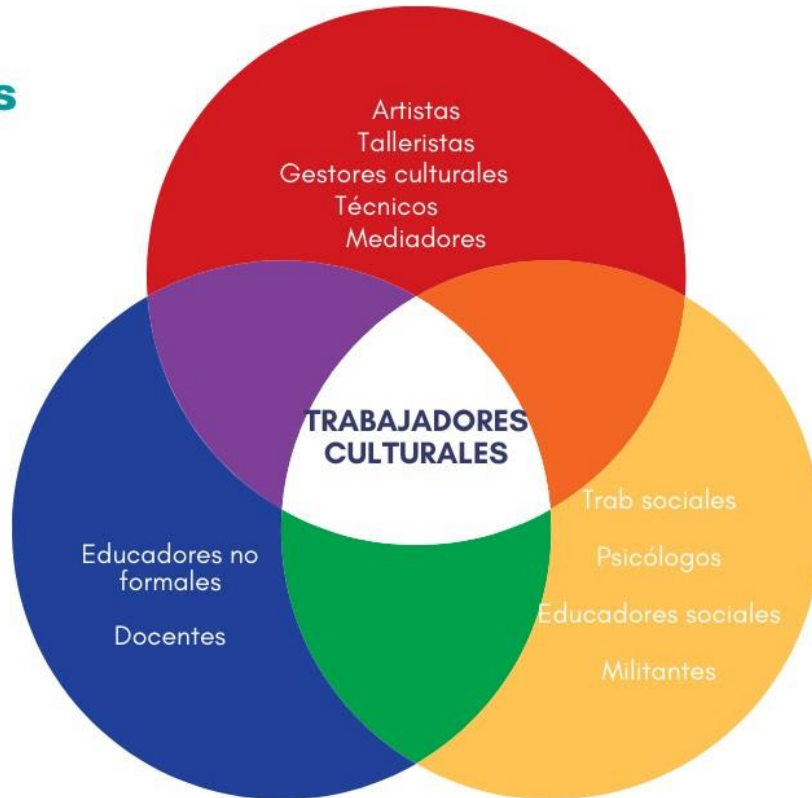 s
Artistas
Talleristas
Gestores culturales
Técnicos
Mediadores
TRABAJADORES
CULTURALES
Educadores no
formales
Docentes
Trab sociales
Psicólogos
Educadores sociales
Militantes